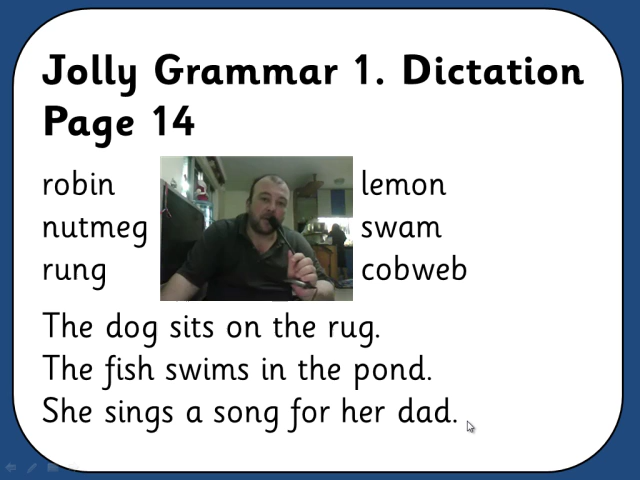 Jolly Grammar 1. Dictation
Page 14
robin
nutmeg
rung
lemon
swam
cobweb
The dog sits on the rug.
The fish swims in the pond.
She sings a song for her dad.